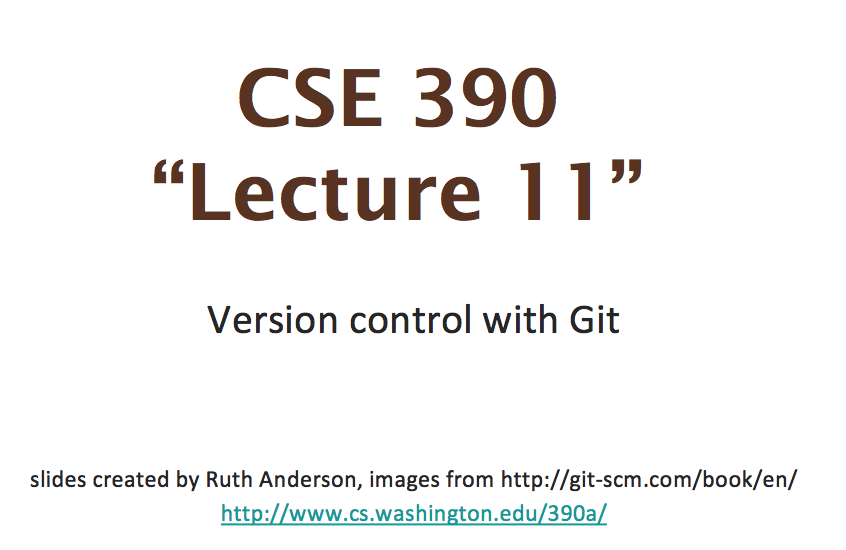 CSE 390
“Lecture 11”
Version control with Git
slides created by Ruth Anderson, images from http://git-scm.com/book/en/
http://www.cs.washington.edu/390a/